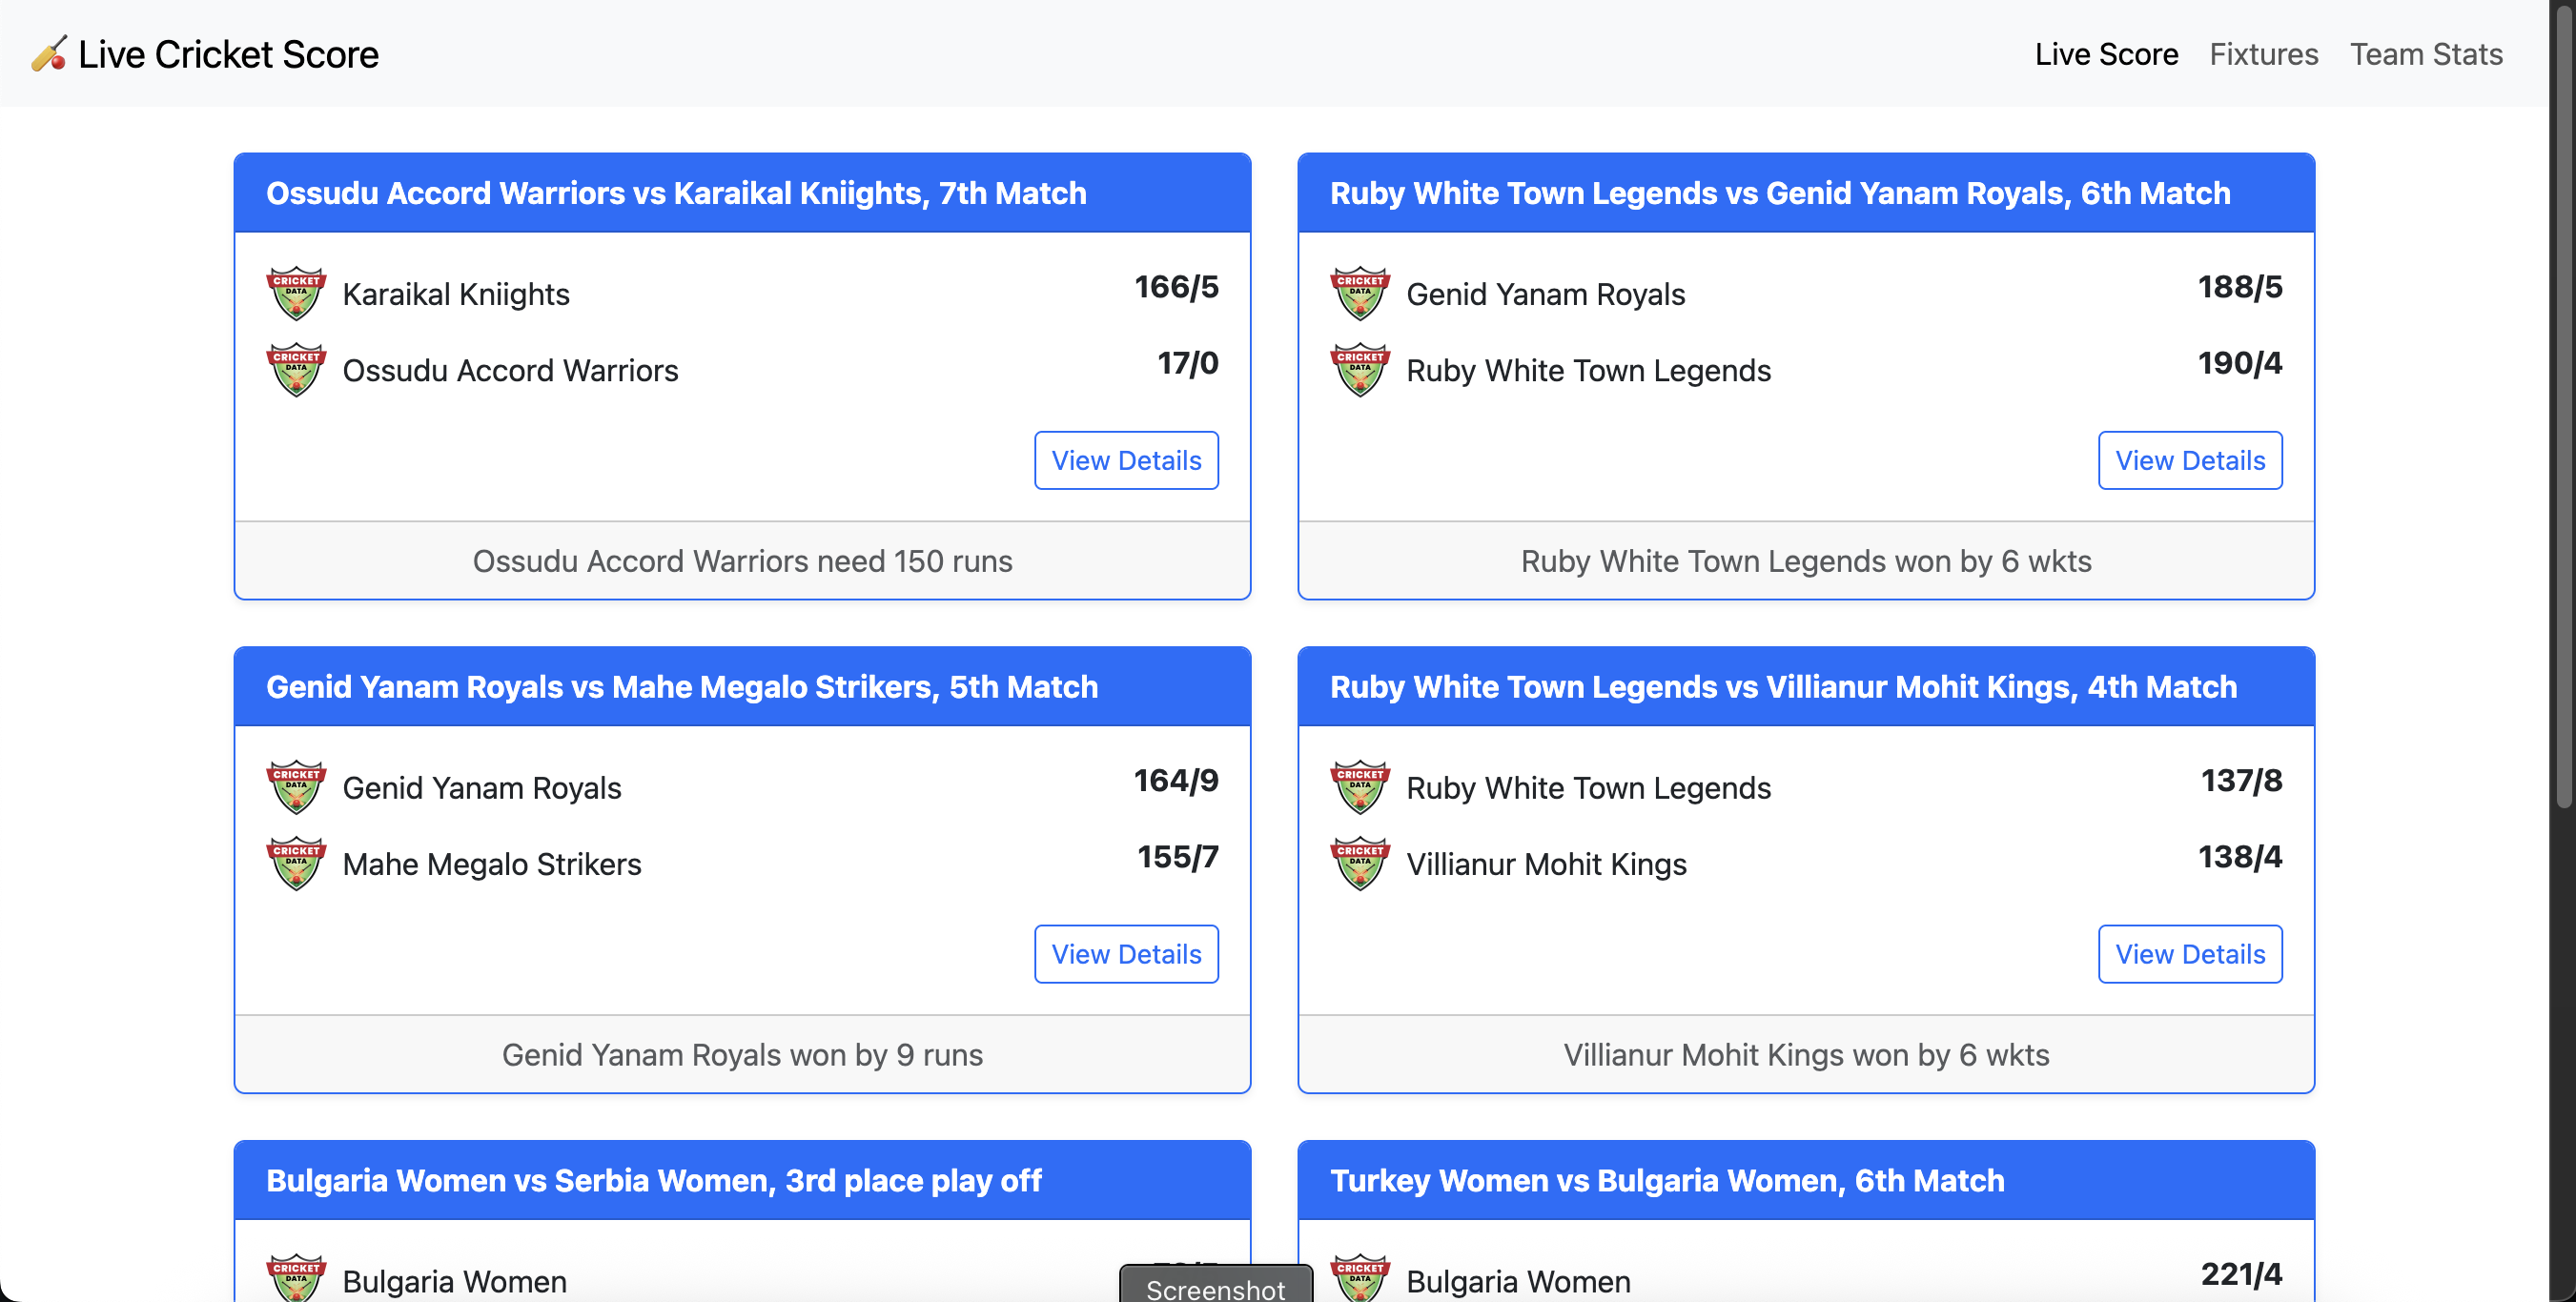 Live Cricket Score
Live Score Fixtures Team Stats
Ossudu Accord Warriors vs Karaikal Kniights, 7th Match
CRICKET DATA Karaikal Kniights 166/5
CRICKET DATA Ossudu Accord Warriors 17/0
View Details
Ossudu Accord Warriors need 150 runs
Ruby White Town Legends vs Genid Yanam Royals, 6th Match
CRICKET DATA Genid Yanam Royals 188/5
CRICKET DATA Ruby White Town Legends 190/4
View Details
Ruby White Town Legends won by 6 wkts
Genid Yanam Royals vs Mahe Megalo Strikers, 5th Match
CRICKET DATA Genid Yanam Royals 164/9
CRICKET DATA Mahe Megalo Strikers 155/7
View Details
Genid Yanam Royals won by 9 runs
Ruby White Town Legends vs Villianur Mohit Kings, 4th Match
CRICKET DATA Ruby White Town Legends 137/8
CRICKET DATA Villianur Mohit Kings 138/4
View Details
Villianur Mohit Kings won by 6 wkts
Bulgaria Women vs Serbia Women, 3rd place play off
CRICKET DATA Bulgaria Women
Turkey Women vs Bulgaria Women, 6th Match
CRICKET DATA Bulgaria Women 221/4
Screenshot